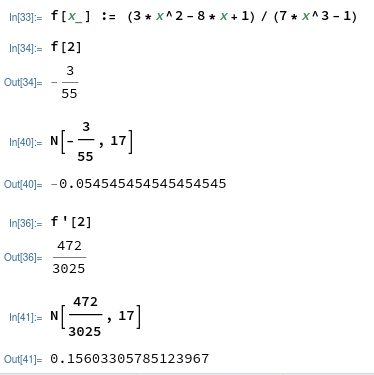 In[33]:= f[x_] := (3*x^2-8*x+1)/(7*x^3-1)
In[34]:= f[2]
Out[34]= -3/55
In[40]:= N[-3/55, 17]
Out[40]= -0.054545454545454545
In[36]:= f'[2]
Out[36]= 472/3025
In[41]:= N[472/3025, 17]
Out[41]= 0.15603305785123967